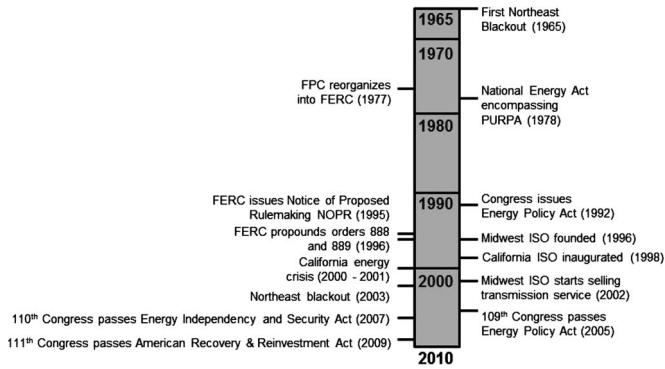 1965
First Northeast
Blackout (1965)
1970
FPC reorganizes
into FERC (1977)
National Energy Act
encompassing
PURPA (1978)
1980
FERC issues Notice of Proposed
Rulemaking NOPR (1995)
1990
Congress issues
Energy Policy Act (1992)
FERC propounds orders 888
and 889 (1996)
Midwest ISO founded (1996)
California ISO inaugurated (1998)
California energy
crisis (2000 - 2001)
2000
Midwest ISO starts selling
transmission service (2002)
Northeast blackout (2003)
110th Congress passes Energy Independency and Security Act (2007)
109th Congress passes
Energy Policy Act (2005)
111th Congress passes American Recovery & Reinvestment Act (2009)
2010